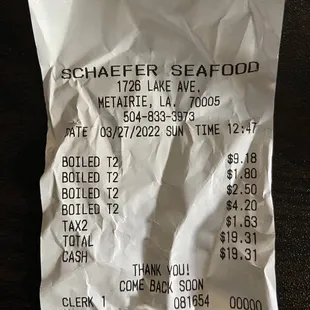 SCHAEFER SEAFOOD
1726 LAKE AVE.
METAIRIE, LA. 70005
504-833-3973
DATE 03/27/2022 SUN TIME 12:47
BOILED T2 $9.18
BOILED T2 $1.80
BOILED T2 $2.50
BOILED T2 $4.20
TAX2 $1.63
TOTAL $19.31
CASH $19.31
THANK YOU!
COME BACK SOON
CLERK 1 081654 00000